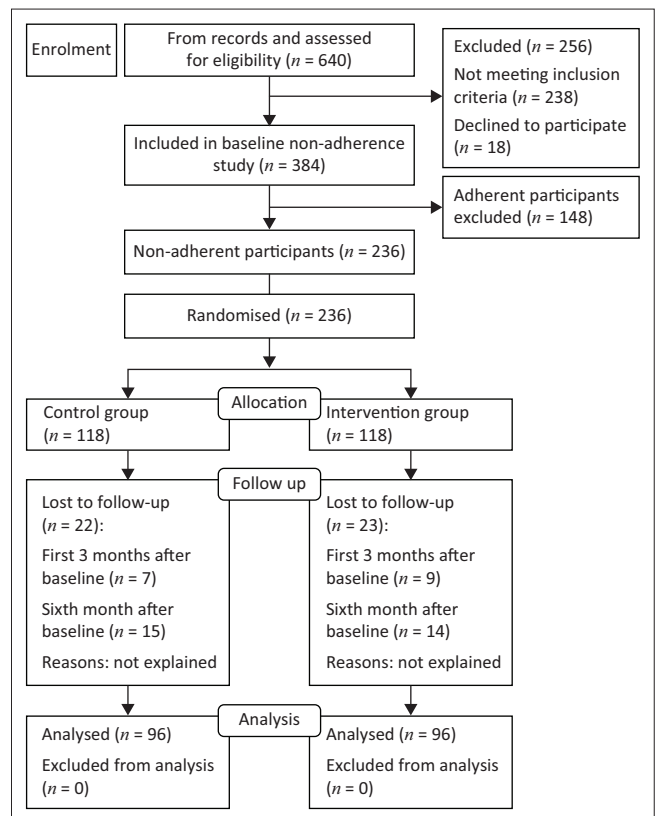 Enrolment
From records and assessed
for eligibility (n = 640)
Excluded (n = 256)
Not meeting inclusion
criteria (n = 238)
Declined to participate
(n = 18)
Included in baseline non-adherence
study (n = 384)
Adherent participants
excluded (n = 148)
Non-adherent participants (n = 236)
Randomised (n = 236)
Allocation
Control group
(n = 118)
Intervention group
(n = 118)
Follow up
Lost to follow-up
(n = 22):
First 3 months after
baseline (n = 7)
Sixth month after
baseline (n = 15)
Reasons: not explained
Lost to follow-up
(n = 23):
First 3 months after
baseline (n = 9)
Sixth month after
baseline (n = 14)
Reasons: not explained
Analysis
Analysed (n = 96)
Excluded from analysis
(n = 0)
Analysed (n = 96)
Excluded from analysis
(n = 0)